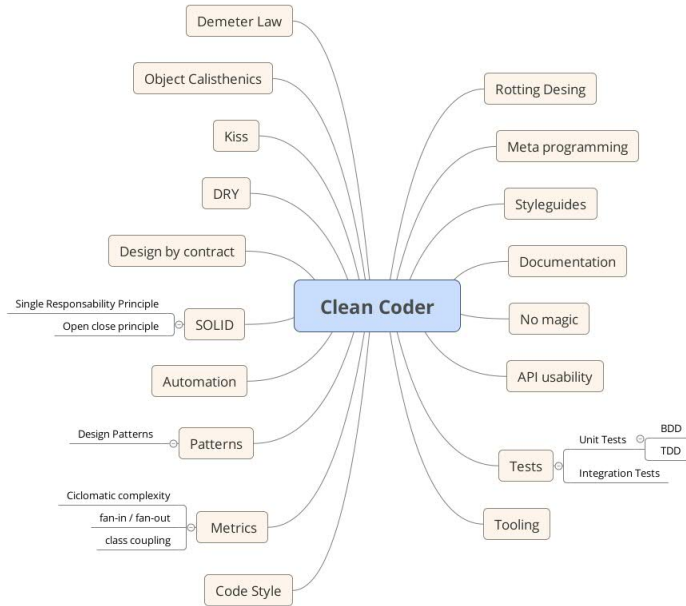 Demeter Law
Object Calisthenics
Kiss
DRY
Design by contract
Single Responsability Principle
Open close principle
SOLID
Automation
Design Patterns
Patterns
Ciclomatic complexity
fan-in / fan-out
class coupling
Metrics
Code Style
Clean Coder
Rotting Desing
Meta programming
Styleguides
Documentation
No magic
API usability
Tests
Unit Tests
BDD
TDD
Integration Tests
Tooling